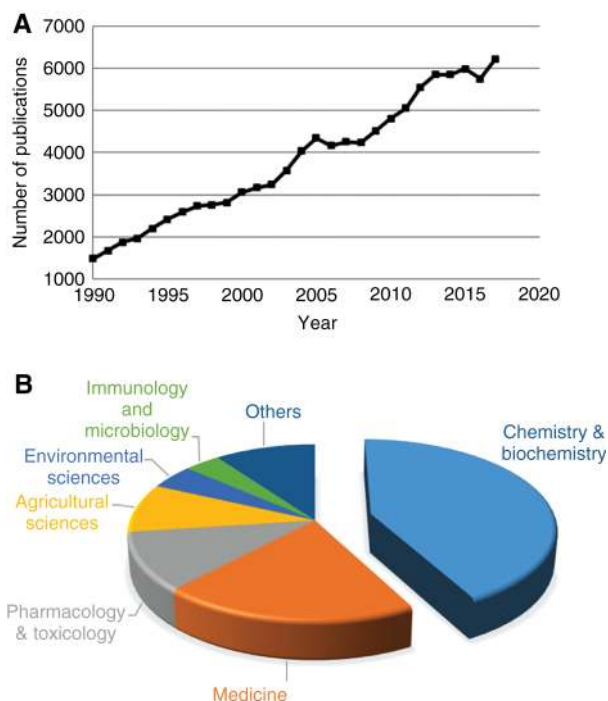 A
7000
6000
5000
4000
3000
2000
1000
Number of publications
1990 1995 2000 2005 2010 2015 2020
Year
B
Immunology
and
microbiology
Others
Chemistry &
biochemistry
Environmental
sciences
Agricultural
sciences
Pharmacology
& toxicology
Medicine